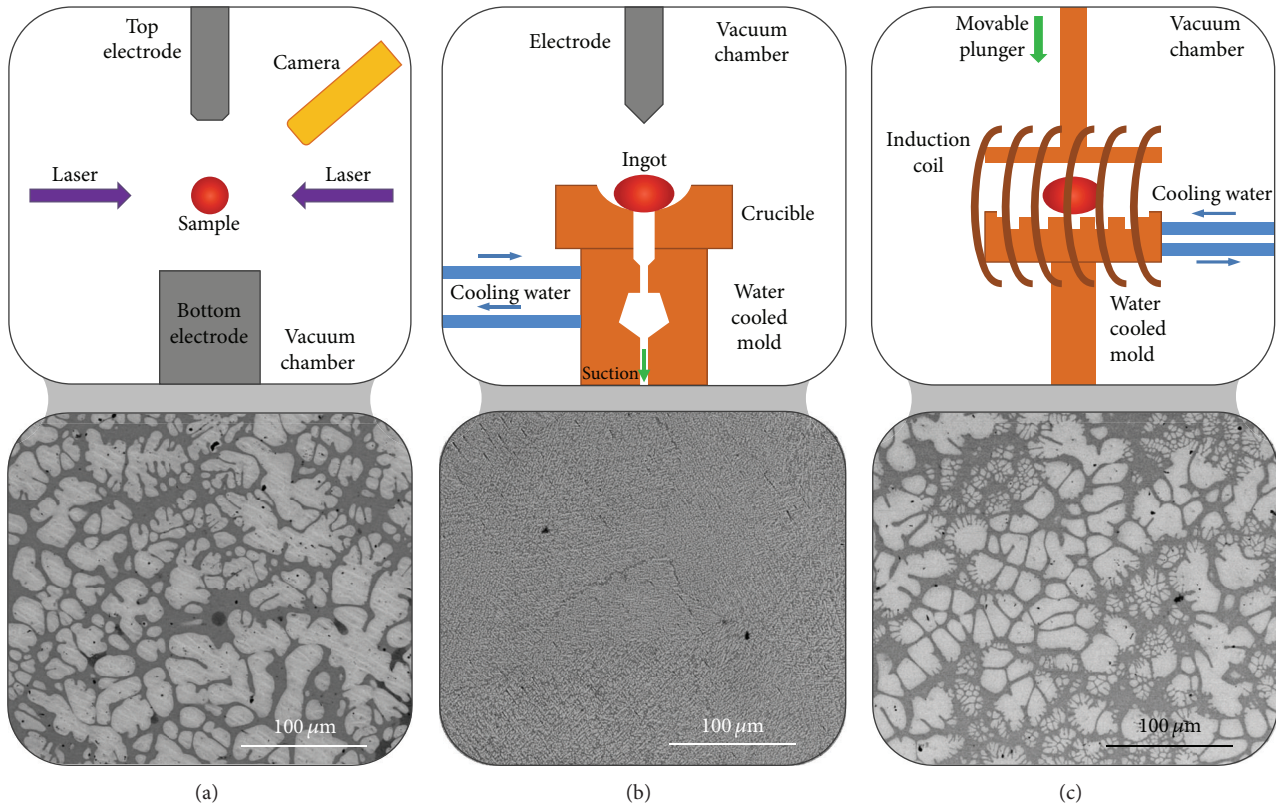 Top
electrode
Camera
Laser
Laser
Sample
Bottom
electrode
Vacuum
chamber
100 μm
(a)
Electrode
Vacuum
chamber
Ingot
Crucible
Cooling water
Water
cooled
mold
Suction
100 μm
(b)
Movable
plunger
Vacuum
chamber
Induction
coil
Cooling water
Water
cooled
mold
100 μm
(c)